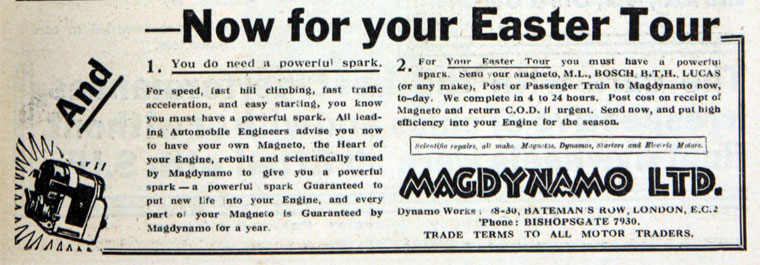 And
—Now for your Easter Tour
1. You do need a powerful spark.
For speed, fast hill climbing, fast traffic
acceleration, and easy starting, you know
you must have a powerful spark. All lead-
ing Automobile Engineers advise you now
to have your own Magneto, the Heart of
your Engine, rebuilt and scientifically tuned
by Magdynamo to give you a powerful
spark — a powerful spark Guaranteed to
put new life into your Engine, and every
part of your Magneto is Guaranteed by
Magdynamo for a year.
2. For Your Easter Tour you must have a powerful
spark. Send your Magneto, M.L., BOSCH, B.T.H., LUCAS
(or any make), Post or Passenger Train to Magdynamo now,
to-day. We complete in 4 to 24 hours. Post cost on receipt of
Magneto and return C.O.D. if urgent. Send now, and put high
efficiency into your Engine for the season.
Scientific repairs, all make. Magnetos, Dynamos, Starters and Electric Motors.
MAGDYNAMO LTD.
Dynamo Works: 8-30, BATEMAN'S ROW, LONDON, E.C.2
'Phone: BISHOPSGATE 7930.
TRADE TERMS TO ALL MOTOR TRADERS.